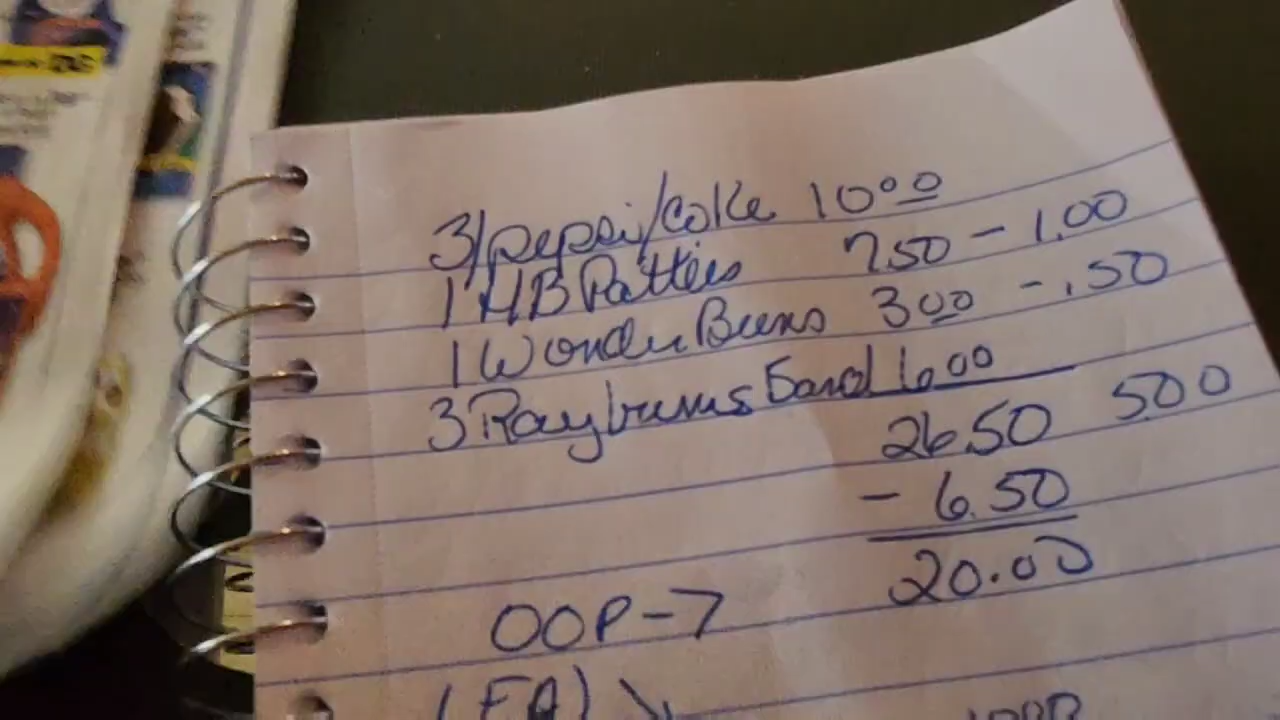 3/pepsi/Coke 10 00
1 HB Patties 7.50 - 1.00
1 Wonder Buns 3 00 - .50
3 Rayburns 6 00
26.50 5.00
- 6.50
20.00
OOP - 7
(FA)